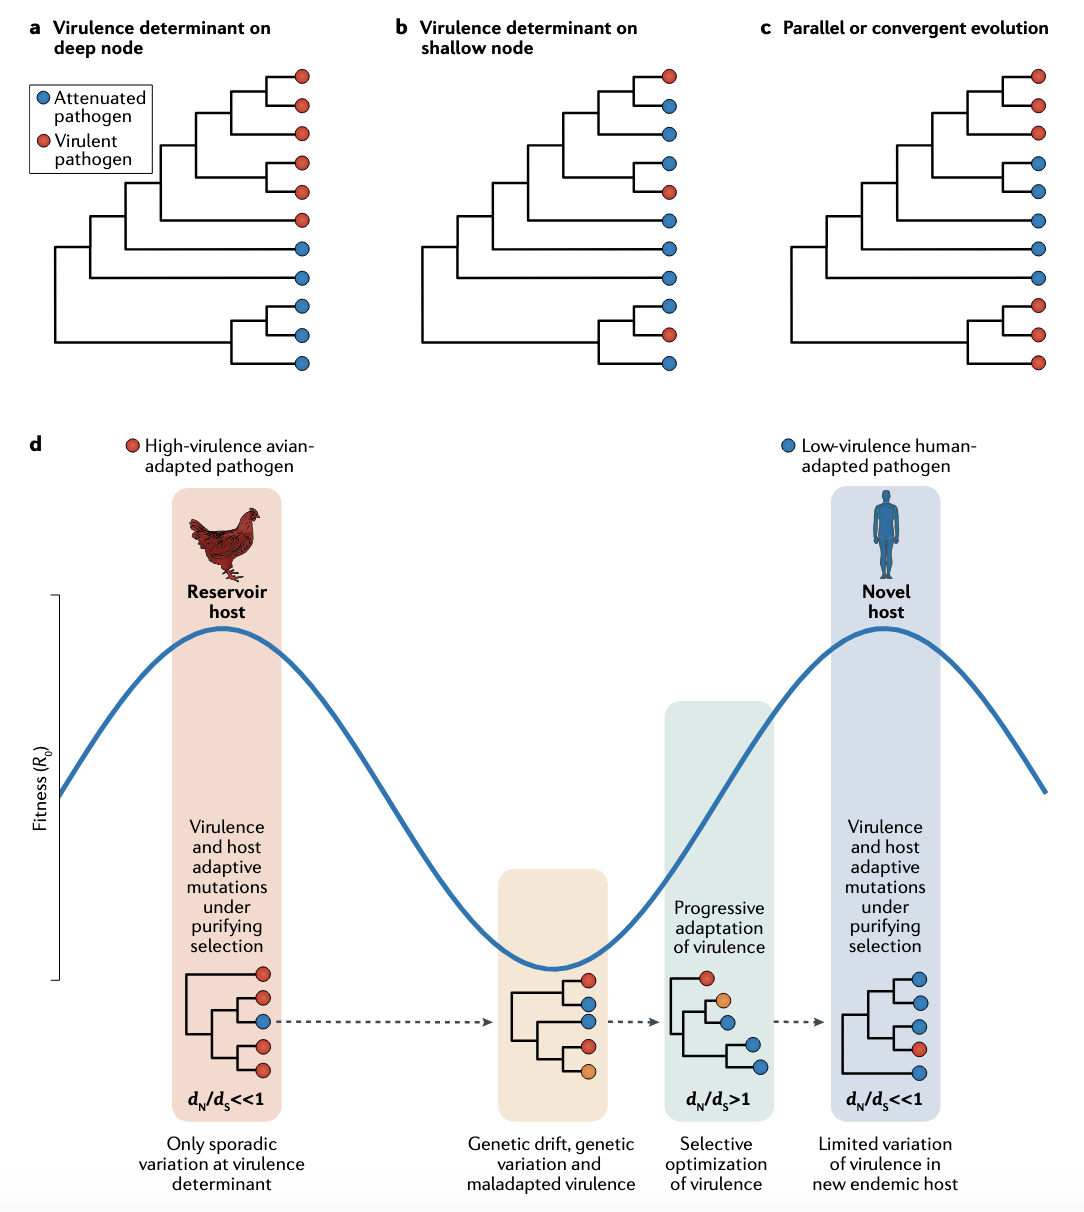 a Virulence determinant on
deep node
b Virulence determinant on
shallow node
c Parallel or convergent evolution
Attenuated
pathogen
Virulent
pathogen
d
High-virulence avian-
adapted pathogen
Low-virulence human-
adapted pathogen
Reservoir
host
Novel
host
Fitness (R₀)
Virulence
and host
adaptive
mutations
under
purifying
selection
Progressive
adaptation
of virulence
Virulence
and host
adaptive
mutations
under
purifying
selection
dN/dS<<1
dN/dS>1
dN/dS<<1
Only sporadic
variation at virulence
determinant
Genetic drift, genetic
variation and
maladapted virulence
Selective
optimization
of virulence
Limited variation
of virulence in
new endemic host